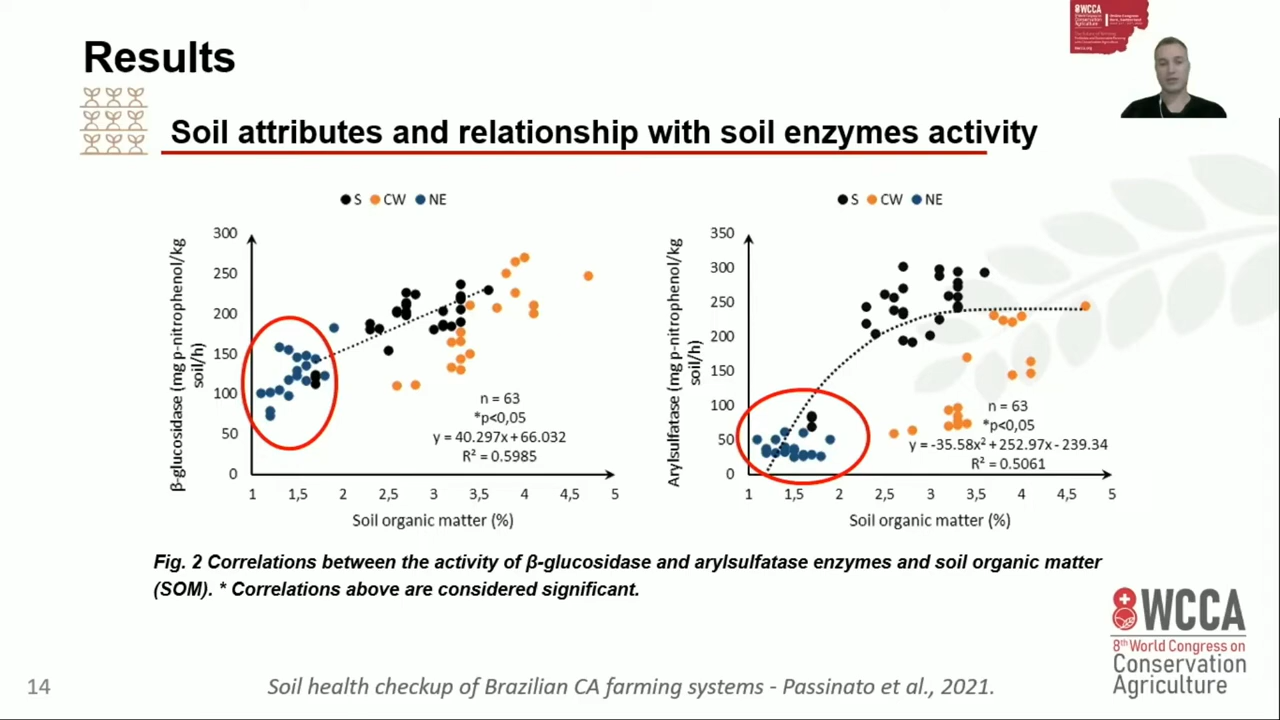 8WCCA
Results
Soil attributes and relationship with soil enzymes activity
S CW NE
β-glucosidase (mg p-nitrophenol/kg
soil/h)
300
250
200
150
100
50
0
1 1,5 2 2,5 3 3,5 4 4,5 5
Soil organic matter (%)
n = 63
*p<0,05
y = 40.297x+66.032
R² = 0.5985
S CW NE
Arylsulfatase (mg p-nitrophenol/kg
soil/h)
350
300
250
200
150
100
50
0
1 1,5 2 2,5 3 3,5 4 4,5 5
Soil organic matter (%)
n = 63
*p<0,05
y = -35.58x² + 252.97x - 239.34
R² = 0.5061
Fig. 2 Correlations between the activity of β-glucosidase and arylsulfatase enzymes and soil organic matter
(SOM). * Correlations above are considered significant.
8WCCA
8th World Congress on
Conservation
Agriculture
14
Soil health checkup of Brazilian CA farming systems - Passinato et al., 2021.